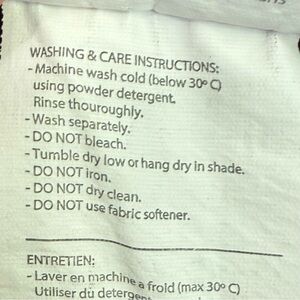 WASHING & CARE INSTRUCTIONS:
- Machine wash cold (below 30º C)
using powder detergent.
Rinse thouroughly.
- Wash separately.
- DO NOT bleach.
- Tumble dry low or hang dry in shade.
- DO NOT iron.
- DO NOT dry clean.
- DO NOT use fabric softener.
ENTRETIEN:
- Laver en machine a froid (max 30º C)
Utiliser du